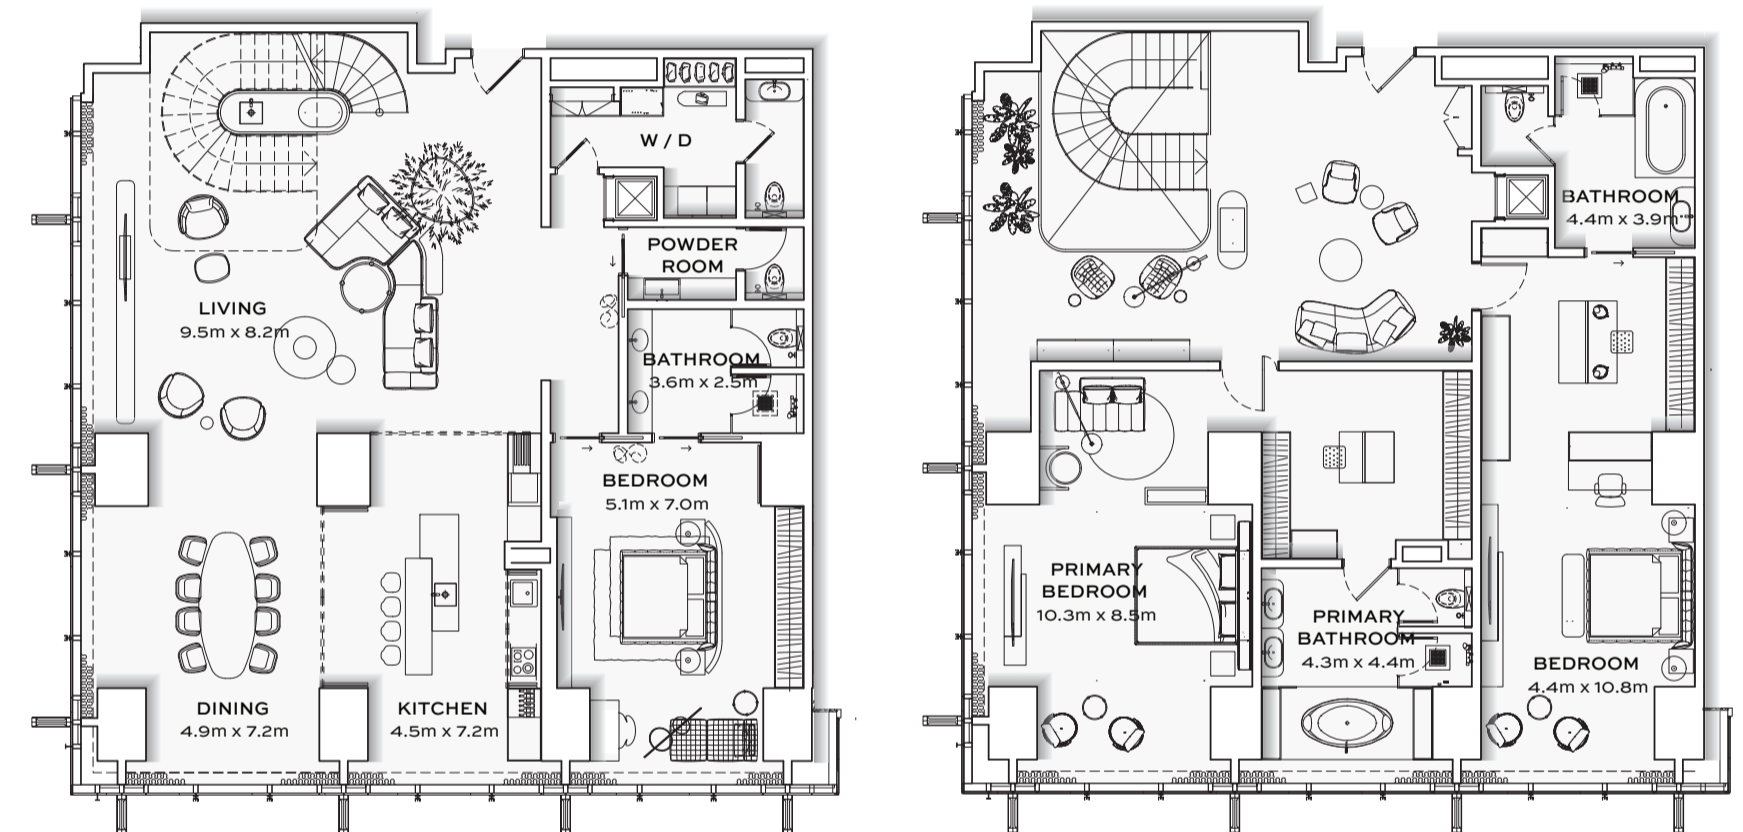 W / D
POWDER
ROOM
LIVING
9.5m x 8.2m
BATHROOM
3.6m x 2.5m
BEDROOM
5.1m x 7.0m
DINING
4.9m x 7.2m
KITCHEN
4.5m x 7.2m
BATHROOM
4.4m x 3.9m
PRIMARY
BEDROOM
10.3m x 8.5m
PRIMARY
BATHROOM
4.3m x 4.4m
BEDROOM
4.4m x 10.8m